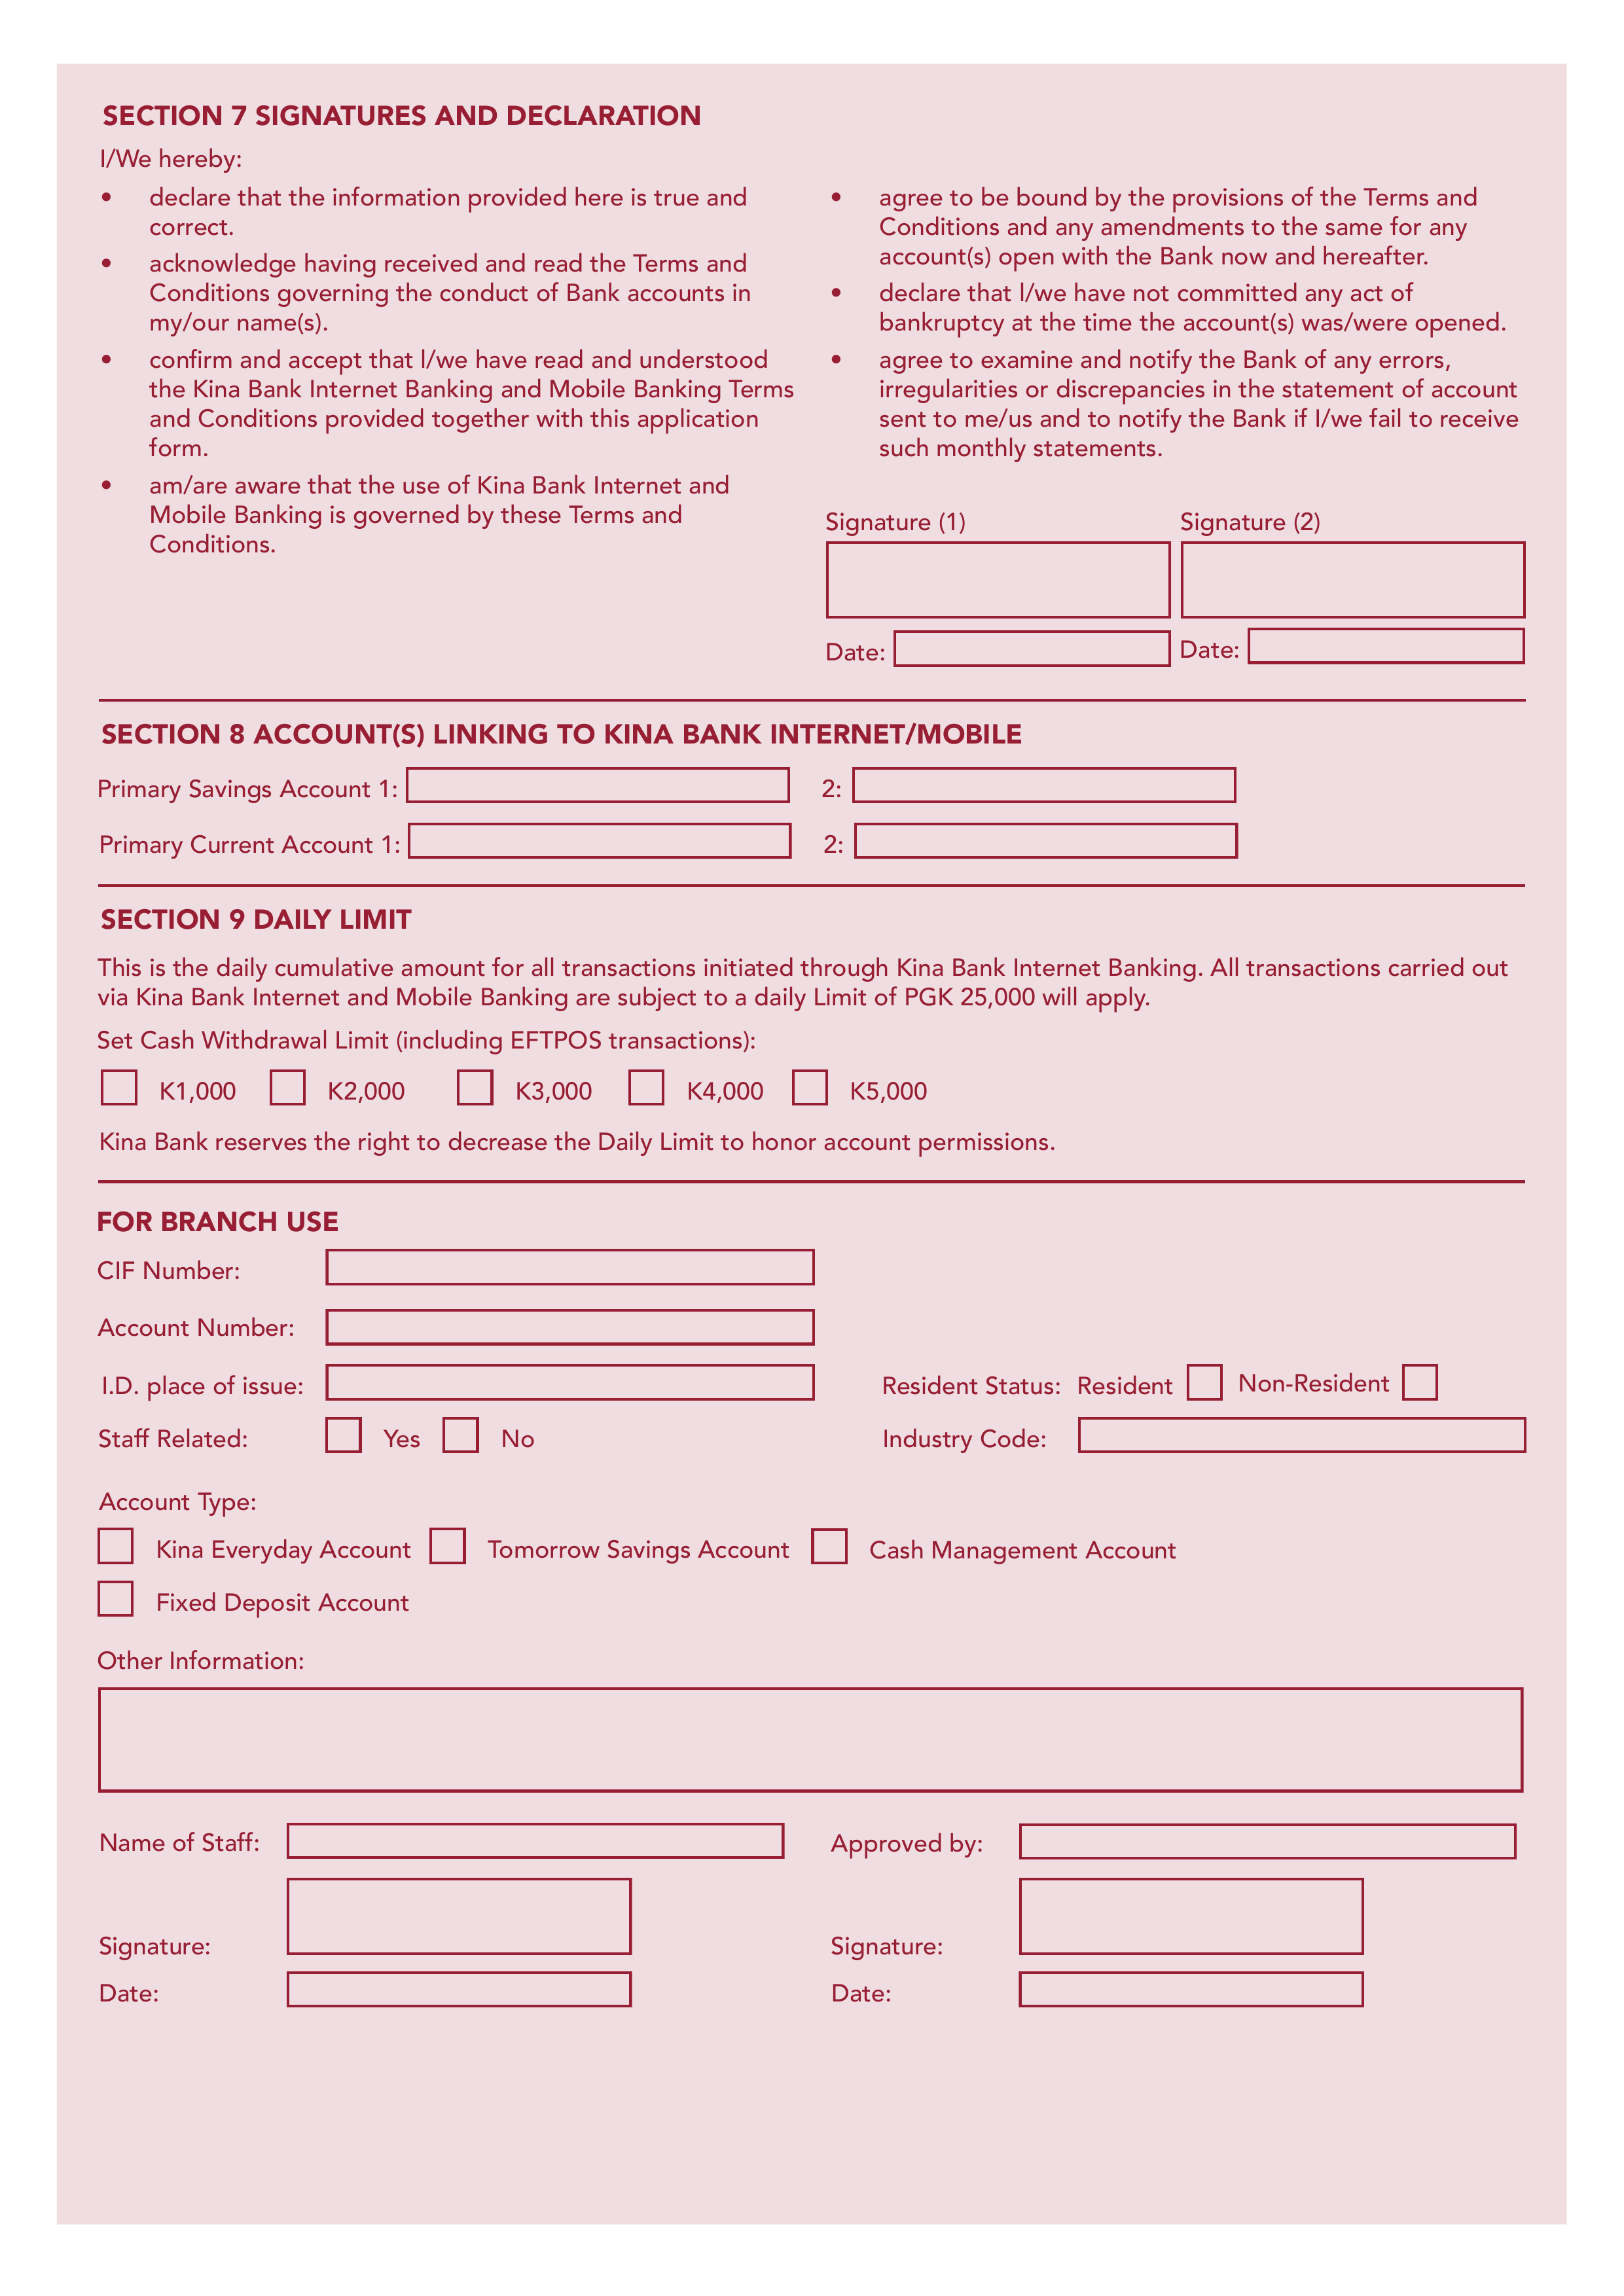 SECTION 7 SIGNATURES AND DECLARATION
I/We hereby:
• declare that the information provided here is true and
correct.
• acknowledge having received and read the Terms and
Conditions governing the conduct of Bank accounts in
my/our name(s).
• confirm and accept that I/we have read and understood
the Kina Bank Internet Banking and Mobile Banking Terms
and Conditions provided together with this application
form.
• am/are aware that the use of Kina Bank Internet and
Mobile Banking is governed by these Terms and
Conditions.
• agree to be bound by the provisions of the Terms and
Conditions and any amendments to the same for any
account(s) open with the Bank now and hereafter.
• declare that I/we have not committed any act of
bankruptcy at the time the account(s) was/were opened.
• agree to examine and notify the Bank of any errors,
irregularities or discrepancies in the statement of account
sent to me/us and to notify the Bank if I/we fail to receive
such monthly statements.
Signature (1) Signature (2)
Date: Date:
SECTION 8 ACCOUNT(S) LINKING TO KINA BANK INTERNET/MOBILE
Primary Savings Account 1: 2:
Primary Current Account 1: 2:
SECTION 9 DAILY LIMIT
This is the daily cumulative amount for all transactions initiated through Kina Bank Internet Banking. All transactions carried out
via Kina Bank Internet and Mobile Banking are subject to a daily Limit of PGK 25,000 will apply.
Set Cash Withdrawal Limit (including EFTPOS transactions):
K1,000 K2,000 K3,000 K4,000 K5,000
Kina Bank reserves the right to decrease the Daily Limit to honor account permissions.
FOR BRANCH USE
CIF Number:
Account Number:
I.D. place of issue: Resident Status: Resident Non-Resident
Staff Related: Yes No Industry Code:
Account Type:
Kina Everyday Account Tomorrow Savings Account Cash Management Account
Fixed Deposit Account
Other Information:
Name of Staff: Approved by:
Signature: Signature:
Date: Date: